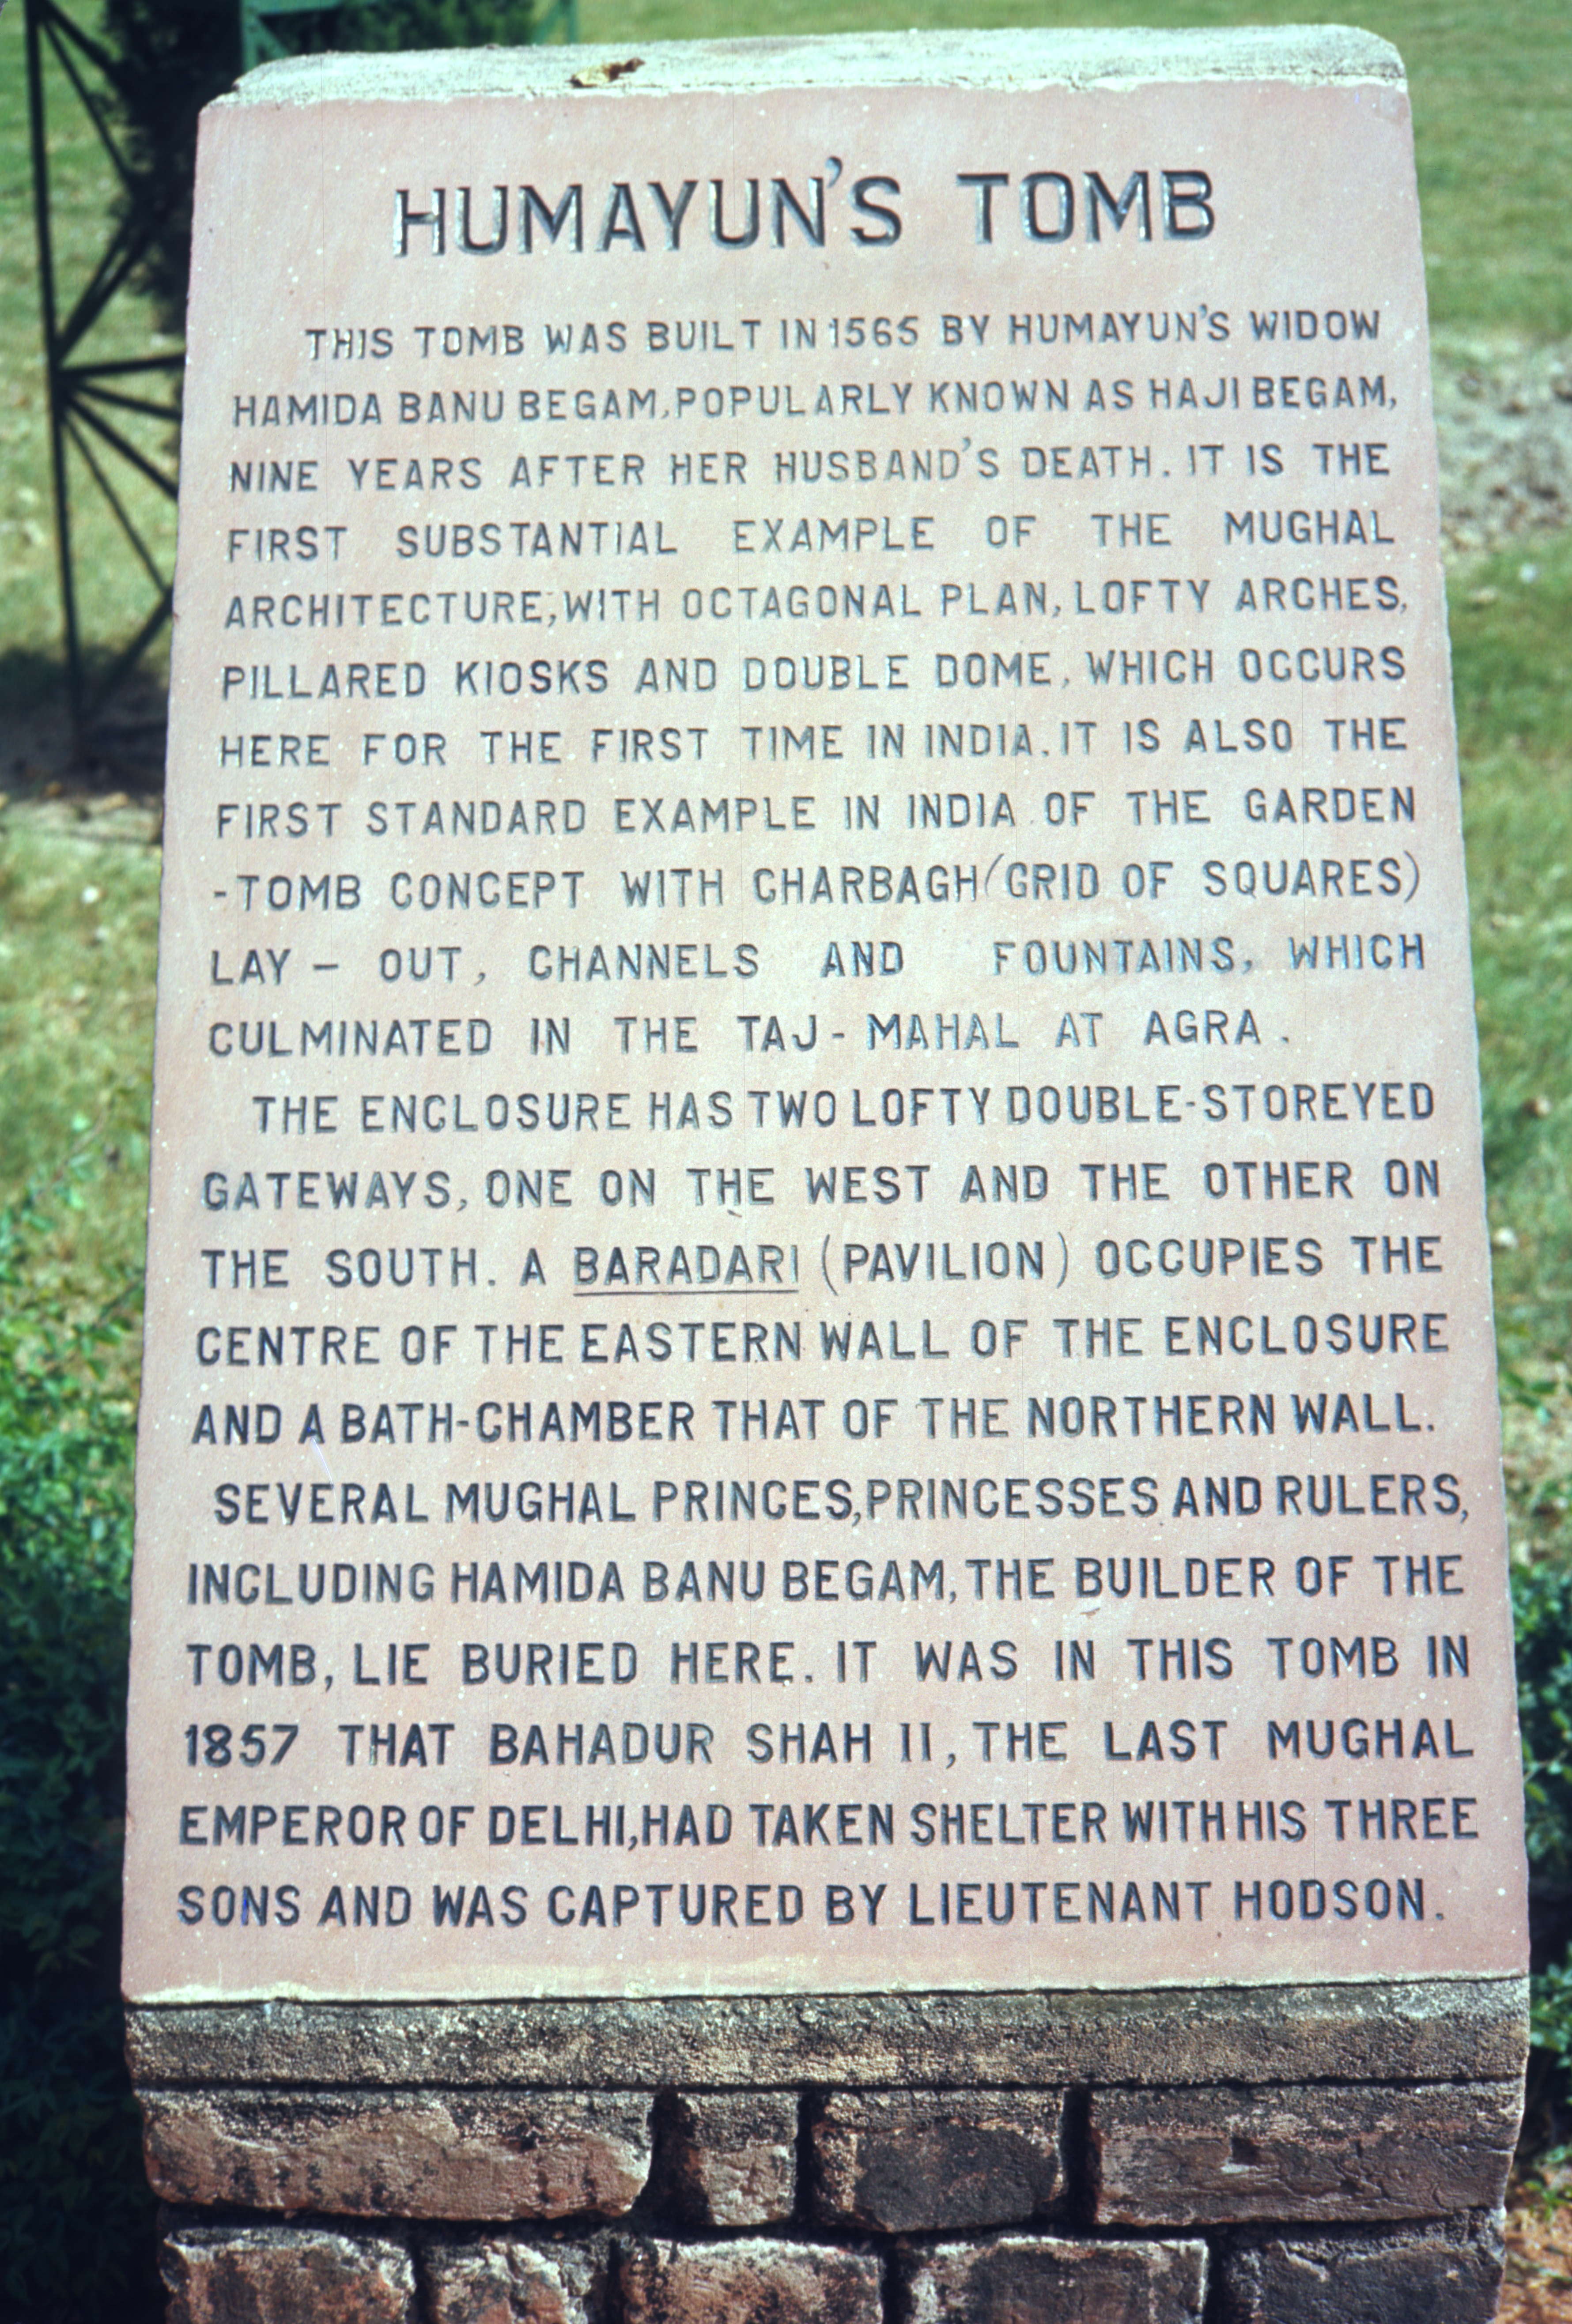 HUMAYUN'S TOMB
THIS TOMB WAS BUILT IN 1565 BY HUMAYUN'S WIDOW
HAMIDA BANU BEGAM, POPULARLY KNOWN AS HAJI BEGAM,
NINE YEARS AFTER HER HUSBAND'S DEATH. IT IS THE
FIRST SUBSTANTIAL EXAMPLE OF THE MUGHAL
ARCHITECTURE, WITH OCTAGONAL PLAN, LOFTY ARCHES,
PILLARED KIOSKS AND DOUBLE DOME, WHICH OCCURS
HERE FOR THE FIRST TIME IN INDIA. IT IS ALSO THE
FIRST STANDARD EXAMPLE IN INDIA OF THE GARDEN
-TOMB CONCEPT WITH CHARBAGH (GRID OF SQUARES)
LAY - OUT, CHANNELS AND FOUNTAINS, WHICH
CULMINATED IN THE TAJ-MAHAL AT AGRA.
THE ENCLOSURE HAS TWO LOFTY DOUBLE-STOREYED
GATEWAYS, ONE ON THE WEST AND THE OTHER ON
THE SOUTH. A BARADARI (PAVILION) OCCUPIES THE
CENTRE OF THE EASTERN WALL OF THE ENCLOSURE
AND A BATH-CHAMBER THAT OF THE NORTHERN WALL.
SEVERAL MUGHAL PRINCES, PRINCESSES AND RULERS,
INCLUDING HAMIDA BANU BEGAM, THE BUILDER OF THE
TOMB, LIE BURIED HERE. IT WAS IN THIS TOMB IN
1857 THAT BAHADUR SHAH II, THE LAST MUGHAL
EMPEROR OF DELHI, HAD TAKEN SHELTER WITH HIS THREE
SONS AND WAS CAPTURED BY LIEUTENANT HODSON.